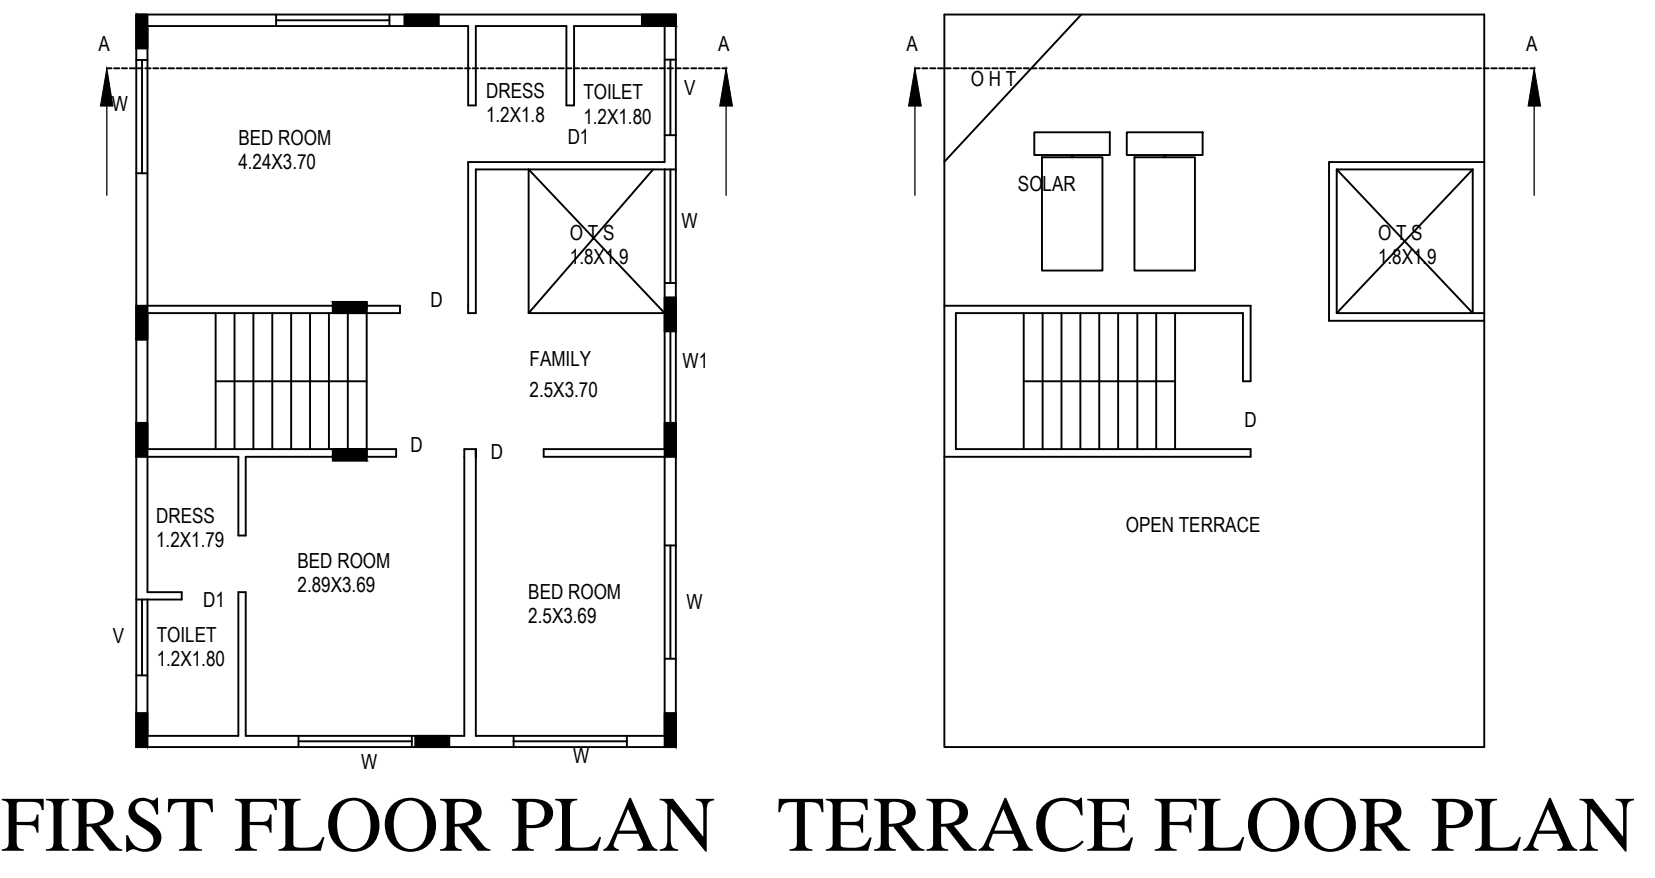 A
A
W
DRESS
1.2X1.8
TOILET
1.2X1.80
V
D1
BED ROOM
4.24X3.70
W
O T S
1.8X1.9
D
FAMILY
2.5X3.70
W1
D
D
DRESS
1.2X1.79
BED ROOM
2.89X3.69
BED ROOM
2.5X3.69
W
D1
V
TOILET
1.2X1.80
W
W
FIRST FLOOR PLAN
A
A
O H T
SOLAR
O T S
1.8X1.9
D
OPEN TERRACE
TERRACE FLOOR PLAN